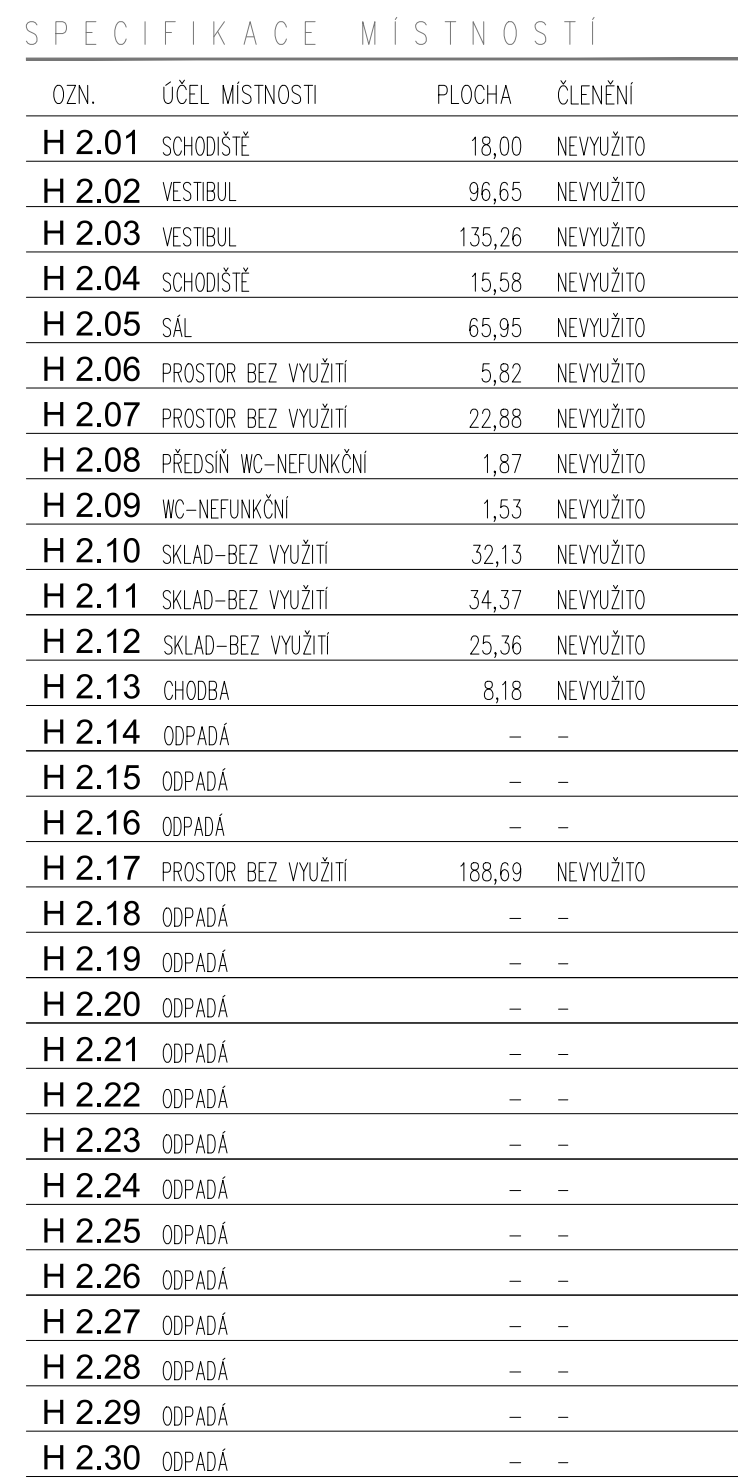 SPECIFIKACE MÍSTNOSTÍ
OZN. ÚČEL MÍSTNOSTI PLOCHA ČLENĚNÍ
H 2.01 SCHODIŠTĚ 18,00 NEVYUŽITO
H 2.02 VESTIBUL 96,65 NEVYUŽITO
H 2.03 VESTIBUL 135,26 NEVYUŽITO
H 2.04 SCHODIŠTĚ 15,58 NEVYUŽITO
H 2.05 SÁL 65,95 NEVYUŽITO
H 2.06 PROSTOR BEZ VYUŽITÍ 5,82 NEVYUŽITO
H 2.07 PROSTOR BEZ VYUŽITÍ 22,88 NEVYUŽITO
H 2.08 PŘEDSÍŇ WC-NEFUNKČNÍ 1,87 NEVYUŽITO
H 2.09 WC-NEFUNKČNÍ 1,53 NEVYUŽITO
H 2.10 SKLAD-BEZ VYUŽITÍ 32,13 NEVYUŽITO
H 2.11 SKLAD-BEZ VYUŽITÍ 34,37 NEVYUŽITO
H 2.12 SKLAD-BEZ VYUŽITÍ 25,36 NEVYUŽITO
H 2.13 CHODBA 8,18 NEVYUŽITO
H 2.14 ODPADÁ – –
H 2.15 ODPADÁ – –
H 2.16 ODPADÁ – –
H 2.17 PROSTOR BEZ VYUŽITÍ 188,69 NEVYUŽITO
H 2.18 ODPADÁ – –
H 2.19 ODPADÁ – –
H 2.20 ODPADÁ – –
H 2.21 ODPADÁ – –
H 2.22 ODPADÁ – –
H 2.23 ODPADÁ – –
H 2.24 ODPADÁ – –
H 2.25 ODPADÁ – –
H 2.26 ODPADÁ – –
H 2.27 ODPADÁ – –
H 2.28 ODPADÁ – –
H 2.29 ODPADÁ – –
H 2.30 ODPADÁ – –